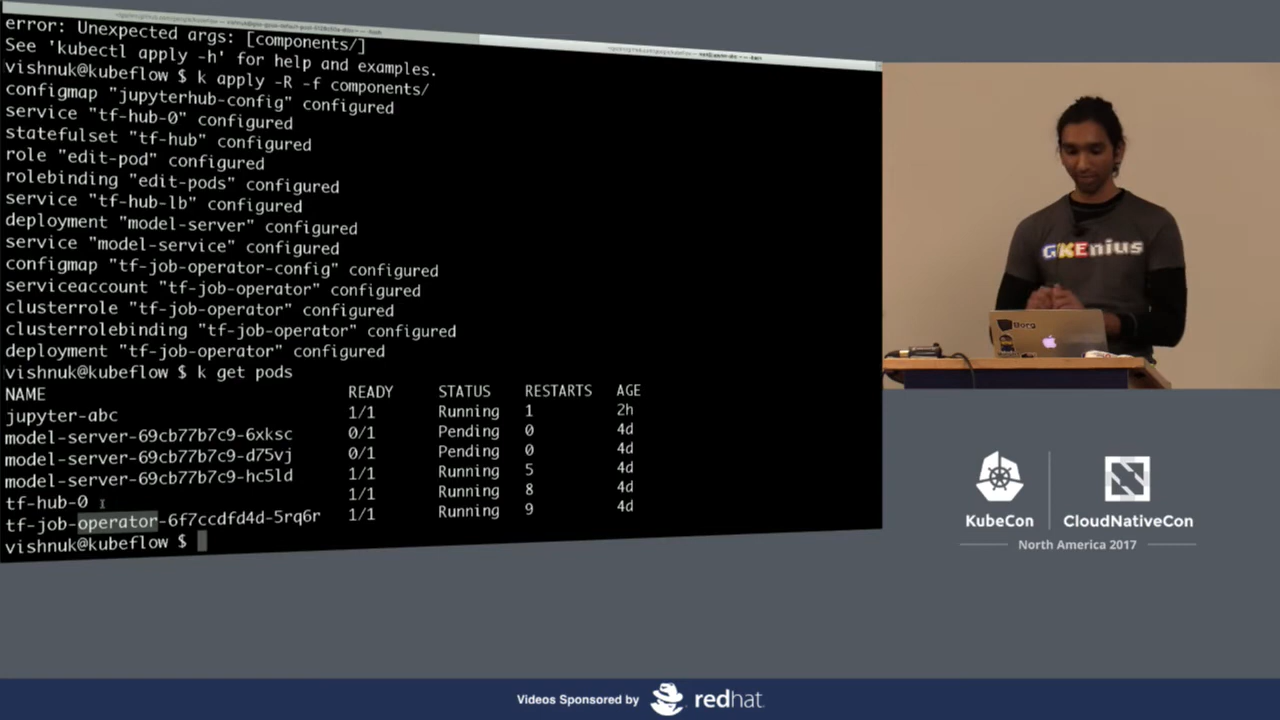 error: Unexpected args: [components/]
See 'kubectl apply -h' for help and examples.
vishnuk@kubeflow $ k apply -R -f components/
configmap "jupyterhub-config" configured
service "tf-hub-0" configured
statefulset "tf-hub" configured
role "edit-pod" configured
rolebinding "edit-pods" configured
service "tf-hub-lb" configured
deployment "model-server" configured
service "model-service" configured
configmap "tf-job-operator-config" configured
serviceaccount "tf-job-operator" configured
clusterrole "tf-job-operator" configured
clusterrolebinding "tf-job-operator" configured
deployment "tf-job-operator" configured
vishnuk@kubeflow $ k get pods
NAME READY STATUS RESTARTS AGE
jupyter-abc 1/1 Running 1 2h
model-server-69cb77b7c9-6xksc 0/1 Pending 0 4d
model-server-69cb77b7c9-d75vj 0/1 Pending 0 4d
model-server-69cb77b7c9-hc5ld 1/1 Running 5 4d
tf-hub-0 1/1 Running 8 4d
tf-job-operator-6f7ccdfd4d-5rq6r 1/1 Running 9 4d
vishnuk@kubeflow $
GKEnius
Borg
KubeCon
CloudNativeCon
North America 2017
Videos Sponsored by
redhat